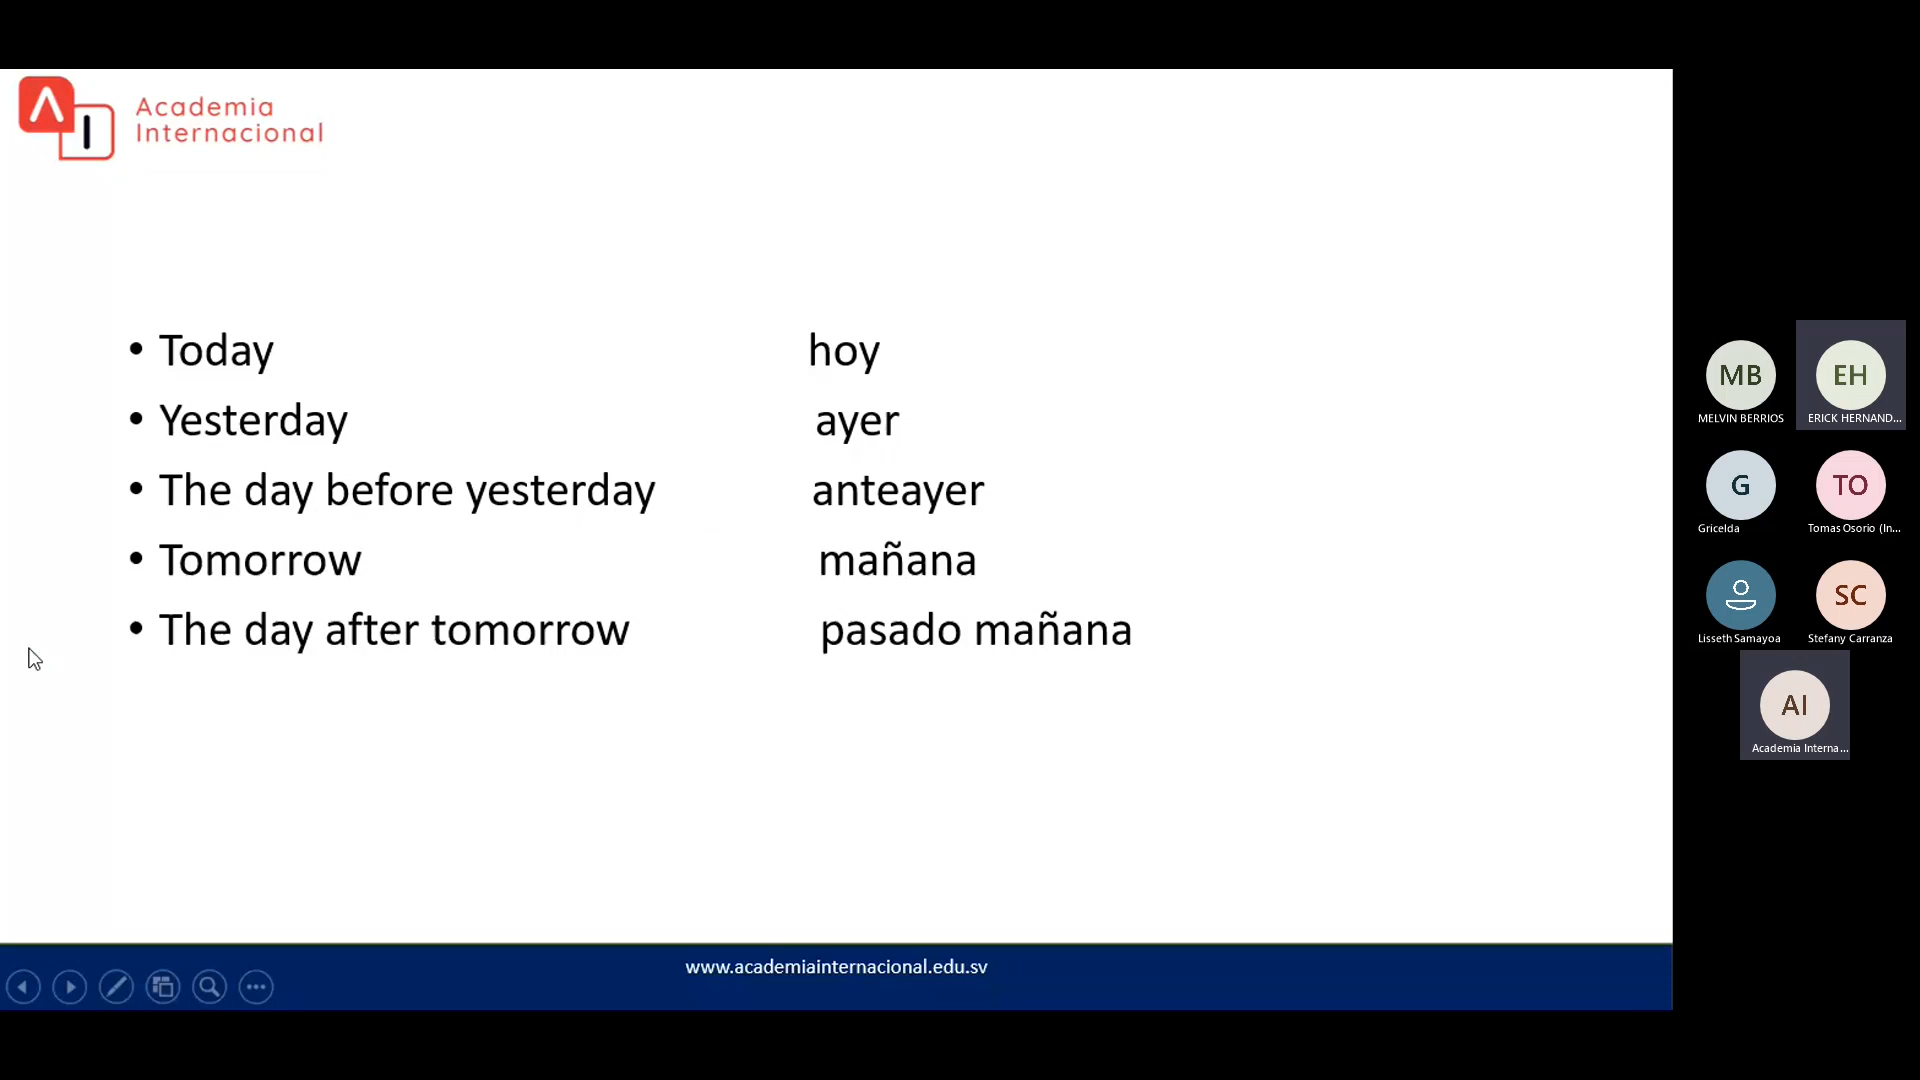 Academia
Internacional
• Today hoy
• Yesterday ayer
• The day before yesterday anteayer
• Tomorrow mañana
• The day after tomorrow pasado mañana
www.academiainternacional.edu.sv
MB
MELVIN BERRIOS
EH
ERICK HERNAND...
G
Gricelda
TO
Tomas Osorio (In...
Lisseth Samayoa
SC
Stefany Carranza
AI
Academia Interna...